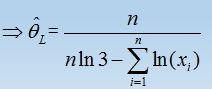 ⇒ θ̂_L = n / (n ln 3 − ∑_{i=1}^{n} ln(x_i))